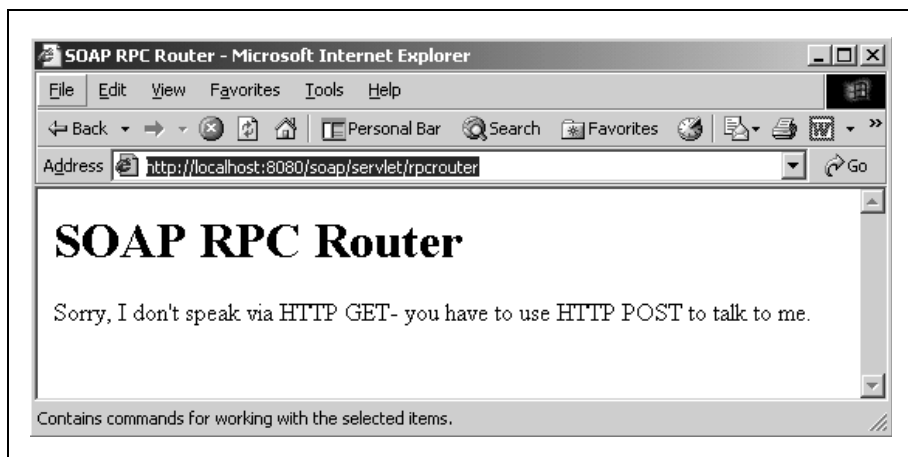 SOAP RPC Router - Microsoft Internet Explorer
File Edit View Favorites Tools Help
Back Personal Bar Search Favorites »
Address http://localhost:8080/soap/servlet/rpcrouter Go
SOAP RPC Router
Sorry, I don't speak via HTTP GET- you have to use HTTP POST to talk to me.
Contains commands for working with the selected items.